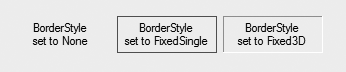 BorderStyle
set to None
BorderStyle
set to FixedSingle
BorderStyle
set to Fixed3D